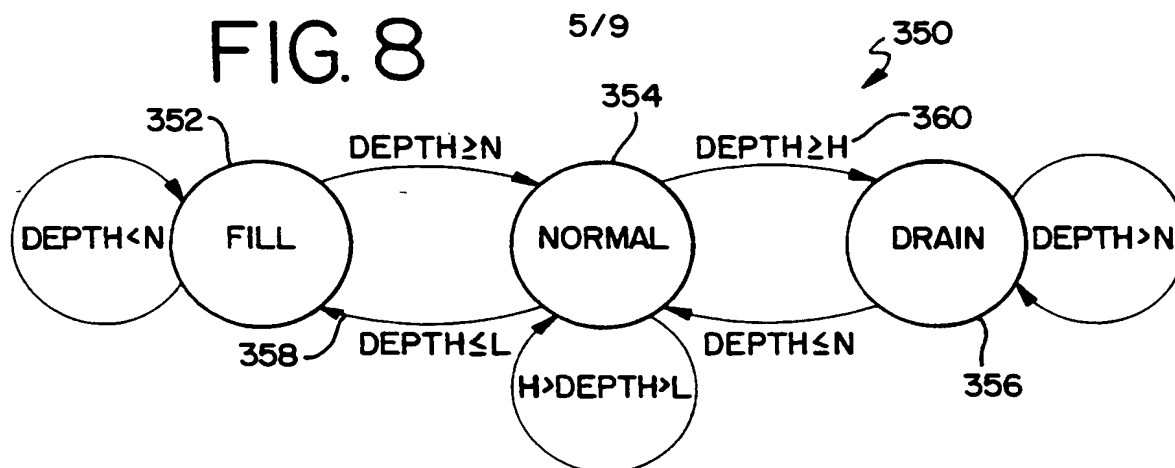 FIG. 8
5/9
350
352
354
360
DEPTH≥N
DEPTH≥H
DEPTH<N
FILL
NORMAL
DRAIN
DEPTH>N
358
DEPTH≤L
DEPTH≤N
H>DEPTH>L
356